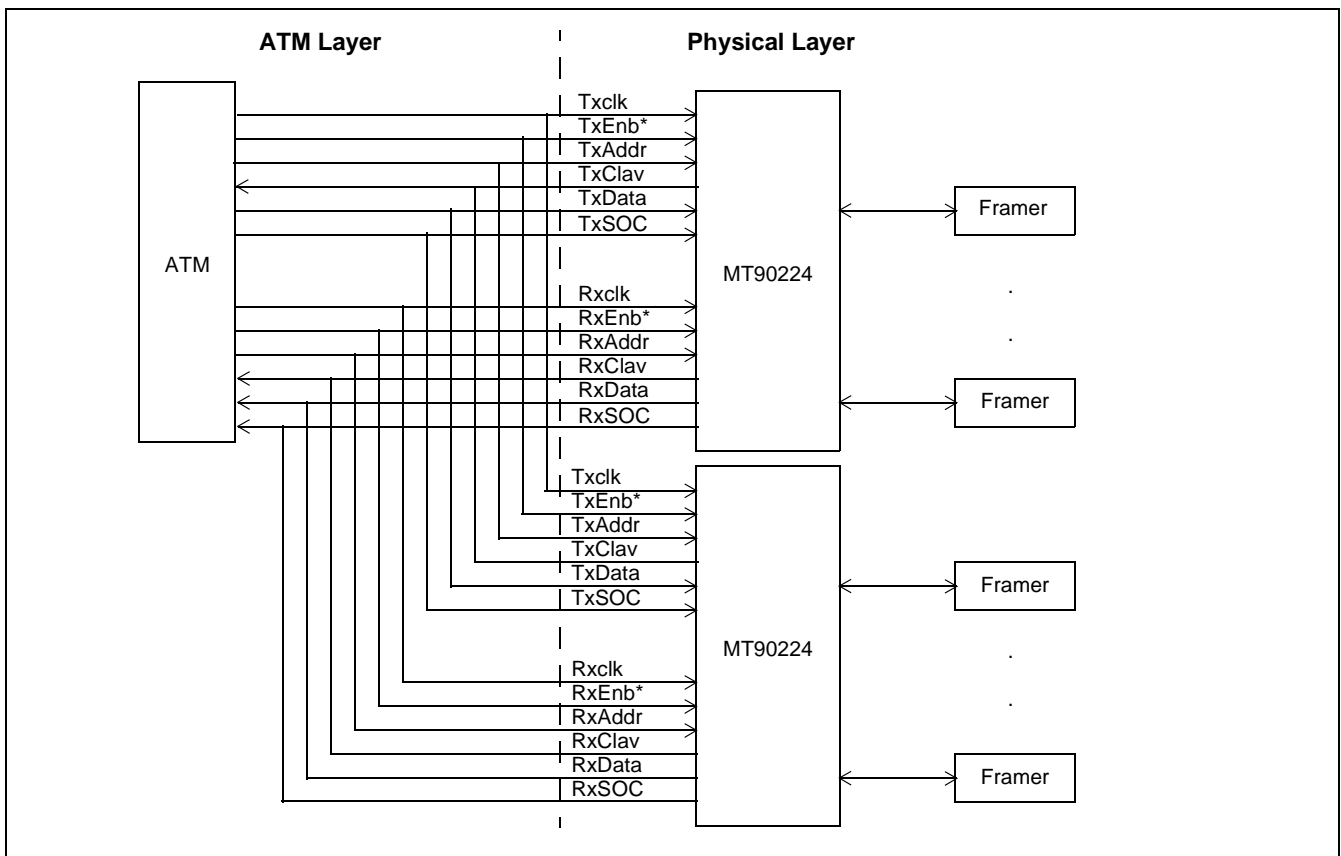 ATM Layer
Physical Layer
ATM
Txclk
TxEnb*
TxAddr
TxClav
TxData
TxSOC
Rxclk
RxEnb*
RxAddr
RxClav
RxData
RxSOC
MT90224
Framer
.
.
Framer
Txclk
TxEnb*
TxAddr
TxClav
TxData
TxSOC
Rxclk
RxEnb*
RxAddr
RxClav
RxData
RxSOC
MT90224
Framer
.
.
Framer